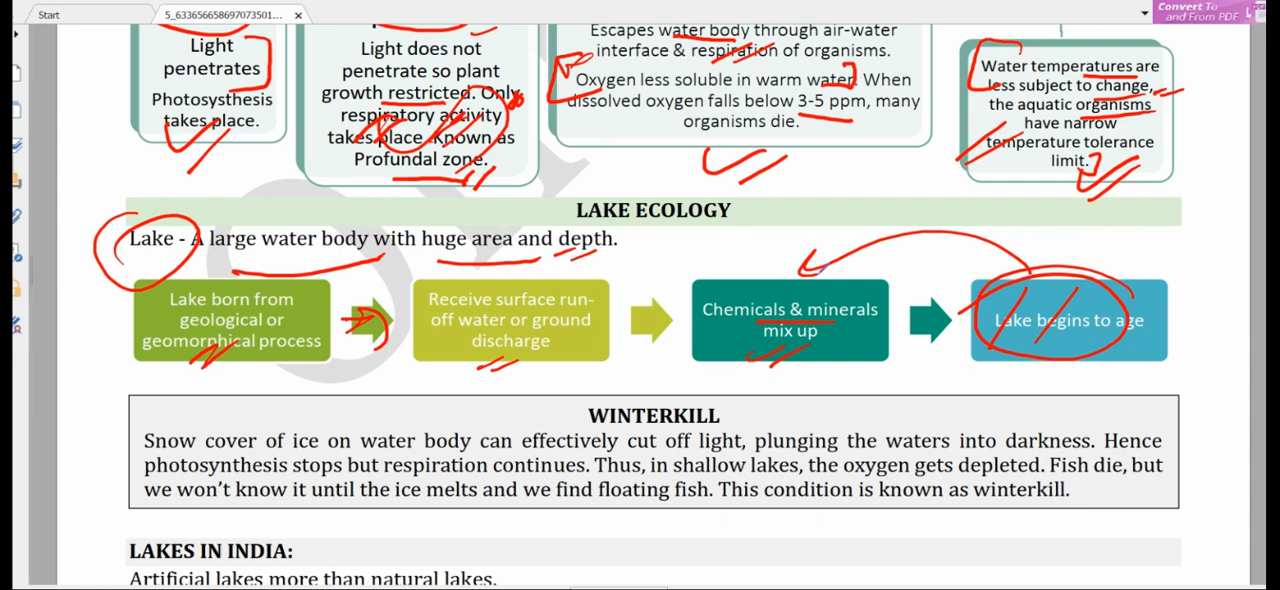 Start
5_633656658697073501...
Convert To
and From PDF
Light
penetrates
Photosysthesis
takes place.
Light does not
penetrate so plant
growth restricted. Only
respiratory activity
takes place. Known as
Profundal zone.
Escapes water body through air-water
interface & respiration of organisms.
Oxygen less soluble in warm water. When
dissolved oxygen falls below 3-5 ppm, many
organisms die.
Water temperatures are
less subject to change,
the aquatic organisms
have narrow
temperature tolerance
limit.
LAKE ECOLOGY
Lake - A large water body with huge area and depth.
Lake born from
geological or
geomorphical process
Receive surface run-
off water or ground
discharge
Chemicals & minerals
mix up
Lake begins to age
WINTERKILL
Snow cover of ice on water body can effectively cut off light, plunging the waters into darkness. Hence
photosynthesis stops but respiration continues. Thus, in shallow lakes, the oxygen gets depleted. Fish die, but
we won't know it until the ice melts and we find floating fish. This condition is known as winterkill.
LAKES IN INDIA:
Artificial lakes more than natural lakes.